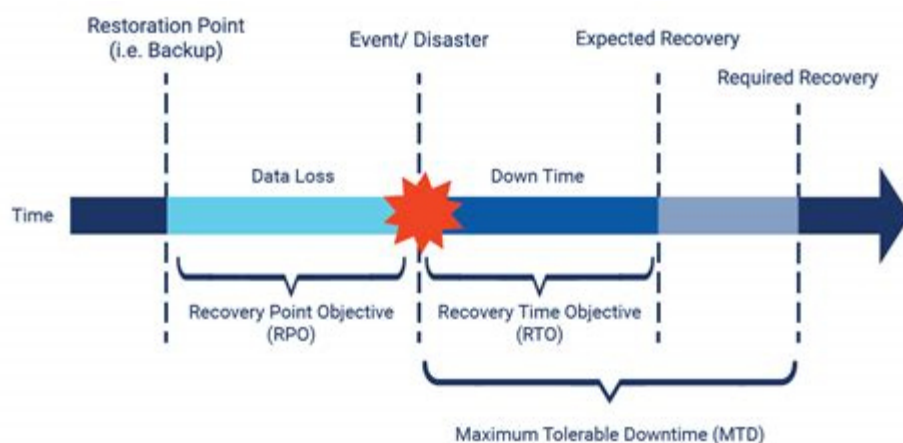 Restoration Point
(i.e. Backup)
Event/ Disaster
Expected Recovery
Required Recovery
Data Loss
Down Time
Time
Recovery Point Objective
(RPO)
Recovery Time Objective
(RTO)
Maximum Tolerable Downtime (MTD)